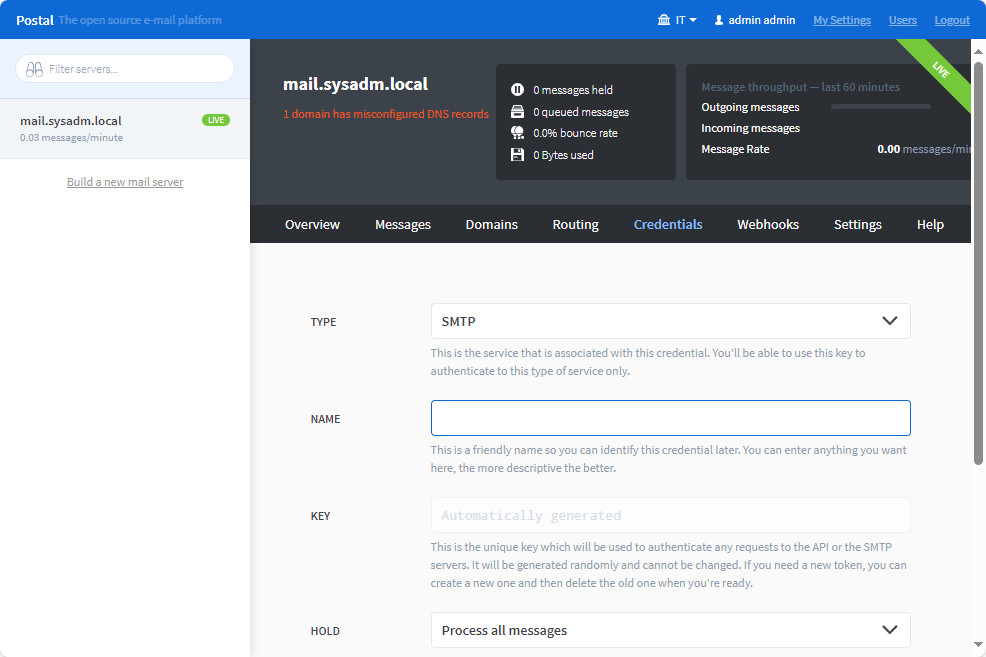 Postal The open source e-mail platform
IT
admin admin
My Settings
Users
Logout
Filter servers...
mail.sysadm.local
LIVE
0.03 messages/minute
Build a new mail server
mail.sysadm.local
1 domain has misconfigured DNS records
0 messages held
0 queued messages
0.0% bounce rate
0 Bytes used
Message throughput — last 60 minutes
Outgoing messages
Incoming messages
Message Rate
0.00 messages/min
LIVE
Overview
Messages
Domains
Routing
Credentials
Webhooks
Settings
Help
TYPE
SMTP
This is the service that is associated with this credential. You'll be able to use this key to
authenticate to this type of service only.
NAME
This is a friendly name so you can identify this credential later. You can enter anything you want
here, the more descriptive the better.
KEY
Automatically generated
This is the unique key which will be used to authenticate any requests to the API or the SMTP
servers. It will be generated randomly and cannot be changed. If you need a new token, you can
create a new one and then delete the old one when you're ready.
HOLD
Process all messages